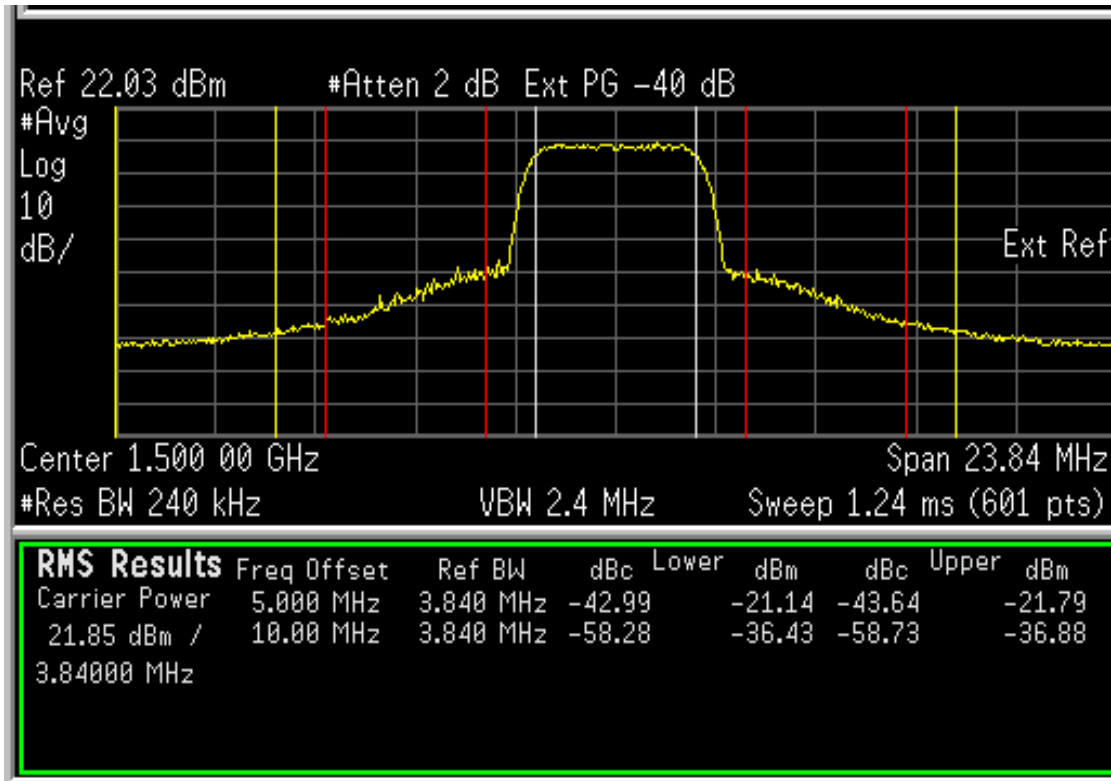 Ref 22.03 dBm #Atten 2 dB Ext PG -40 dB
#Avg
Log
10
dB/
Ext Ref
Center 1.500 00 GHz Span 23.84 MHz
#Res BW 240 kHz VBW 2.4 MHz Sweep 1.24 ms (601 pts)
RMS Results Freq Offset Ref BW dBc Lower dBm dBc Upper dBm
Carrier Power 5.000 MHz 3.840 MHz -42.99 -21.14 -43.64 -21.79
21.85 dBm / 10.00 MHz 3.840 MHz -58.28 -36.43 -58.73 -36.88
3.84000 MHz